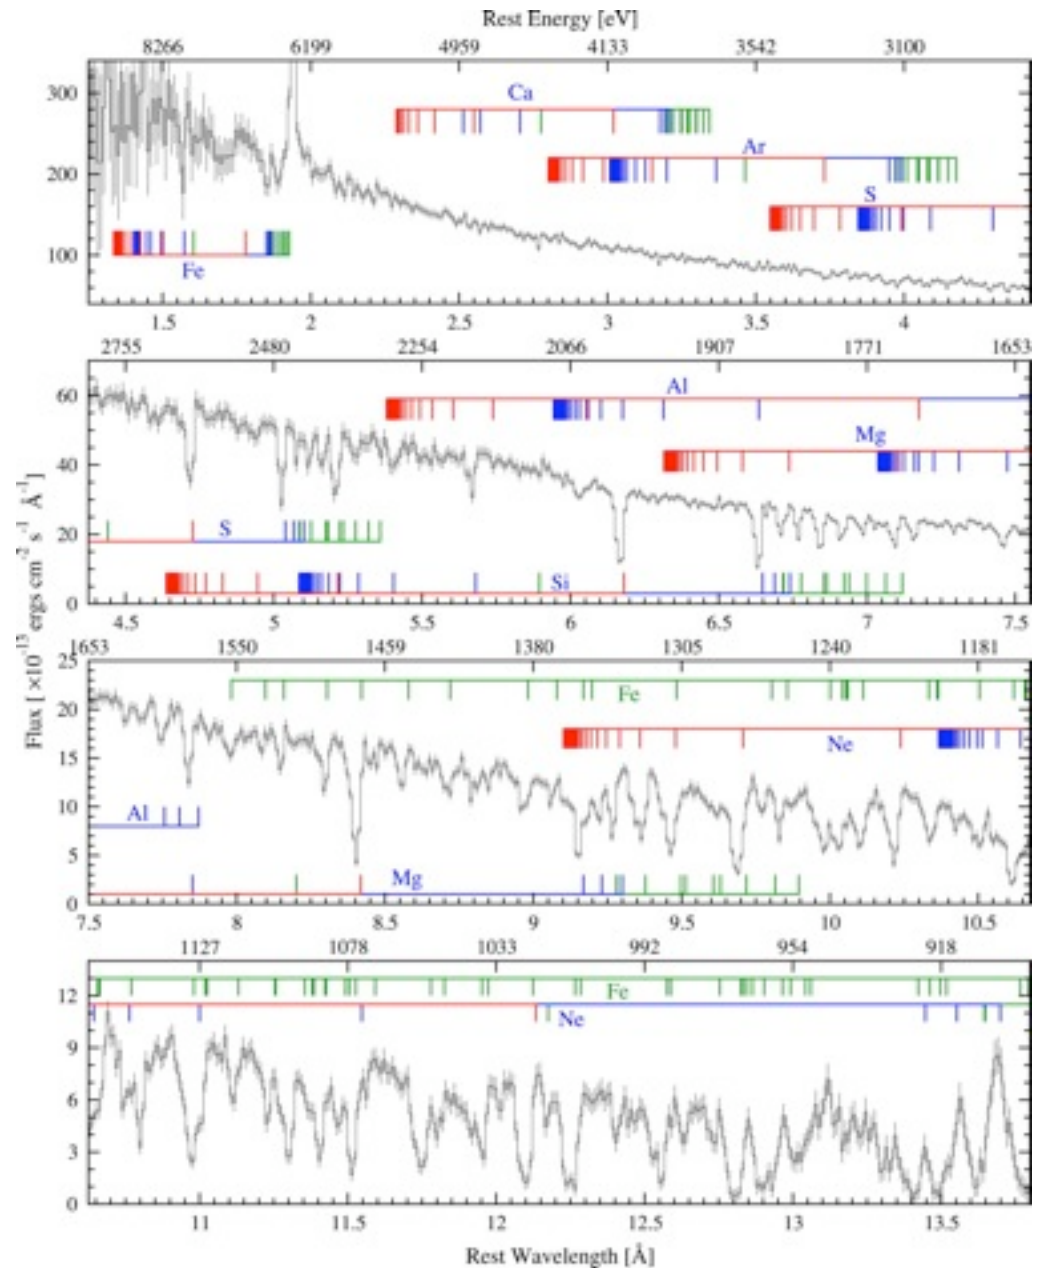 Rest Energy [eV]
8266 6199 4959 4133 3542 3100
300
200
100
Ca
Ar
S
Fe
1.5 2 2.5 3 3.5 4
2755 2480 2254 2066 1907 1771 1653
60
40
20
0
Al
Mg
S
Si
4.5 5 5.5 6 6.5 7 7.5
Flux [ ×10⁻¹³ ergs cm⁻² s⁻¹ Å⁻¹]
1653 1550 1459 1380 1305 1240 1181
25
20
15
10
5
0
Fe
Ne
Al
Mg
7.5 8 8.5 9 9.5 10 10.5
1127 1078 1033 992 954 918
12
9
6
3
0
Fe
Ne
11 11.5 12 12.5 13 13.5
Rest Wavelength [Å]